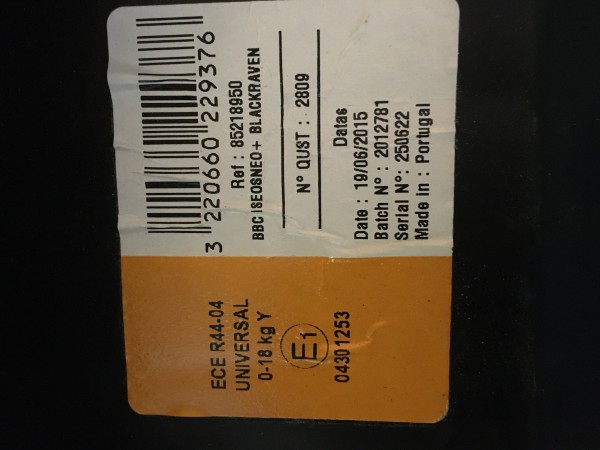 3 220660 229376
Ref : 85218950
BBC ISEOSNEO+ BLACKRAVEN
N° QUST : 2809
Datas
Date : 19/06/2015
Batch N° : 2012781
Serial N° : 250622
Made In : Portugal
ECE R44-04
UNIVERSAL
0-18 kg Y
E1
04301253